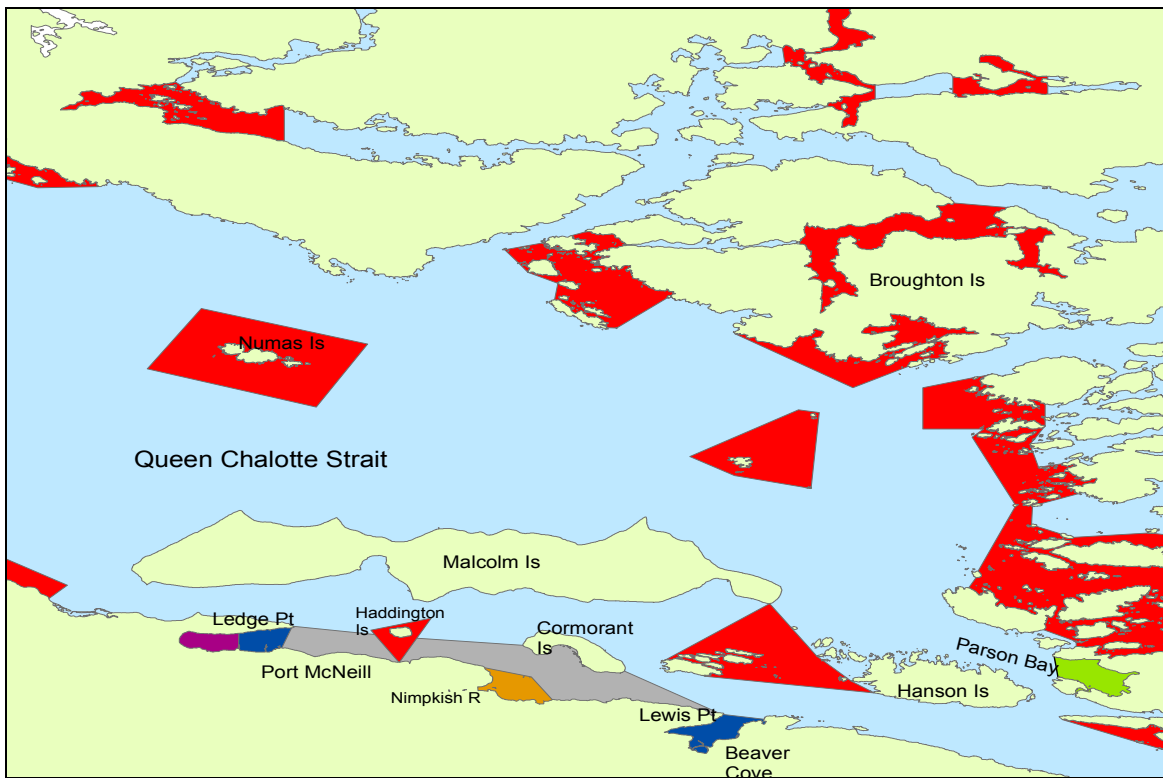 Broughton Is
Numas Is
Queen Chalotte Strait
Malcolm Is
Haddington
Is
Ledge Pt
Cormorant
Is
Parson Bay
Port McNeill
Nimpkish R
Hanson Is
Lewis Pt
Beaver
Cove